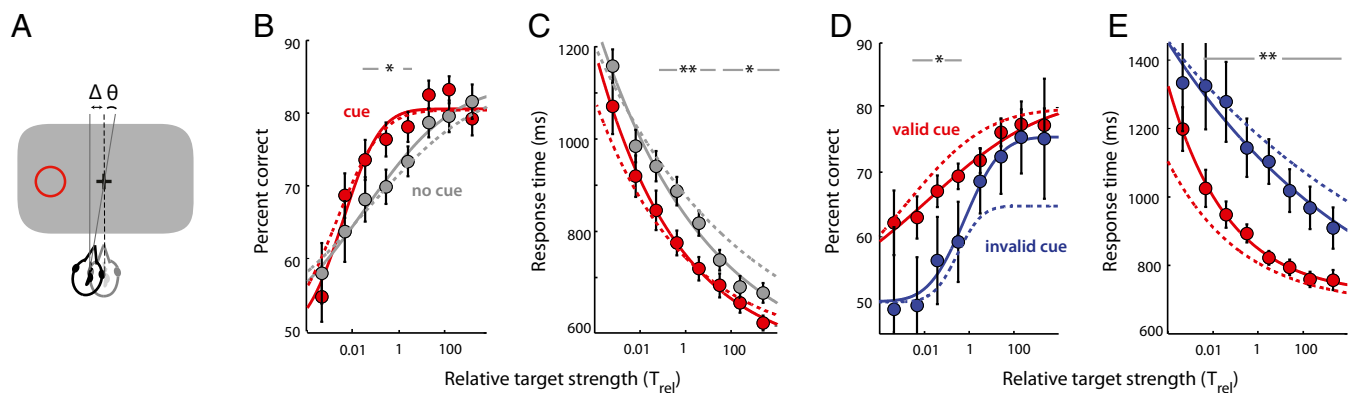 A
B
C
D
E
Δ θ
90
80
70
60
50
Percent correct
cue
no cue
*
0.01
1
100
1200
1000
800
600
Response time (ms)
**
*
0.01
1
100
90
80
70
60
50
Percent correct
valid cue
invalid cue
*
0.01
1
100
1400
1200
1000
800
600
Response time (ms)
**
0.01
1
100
Relative target strength (Trel)
Relative target strength (Trel)